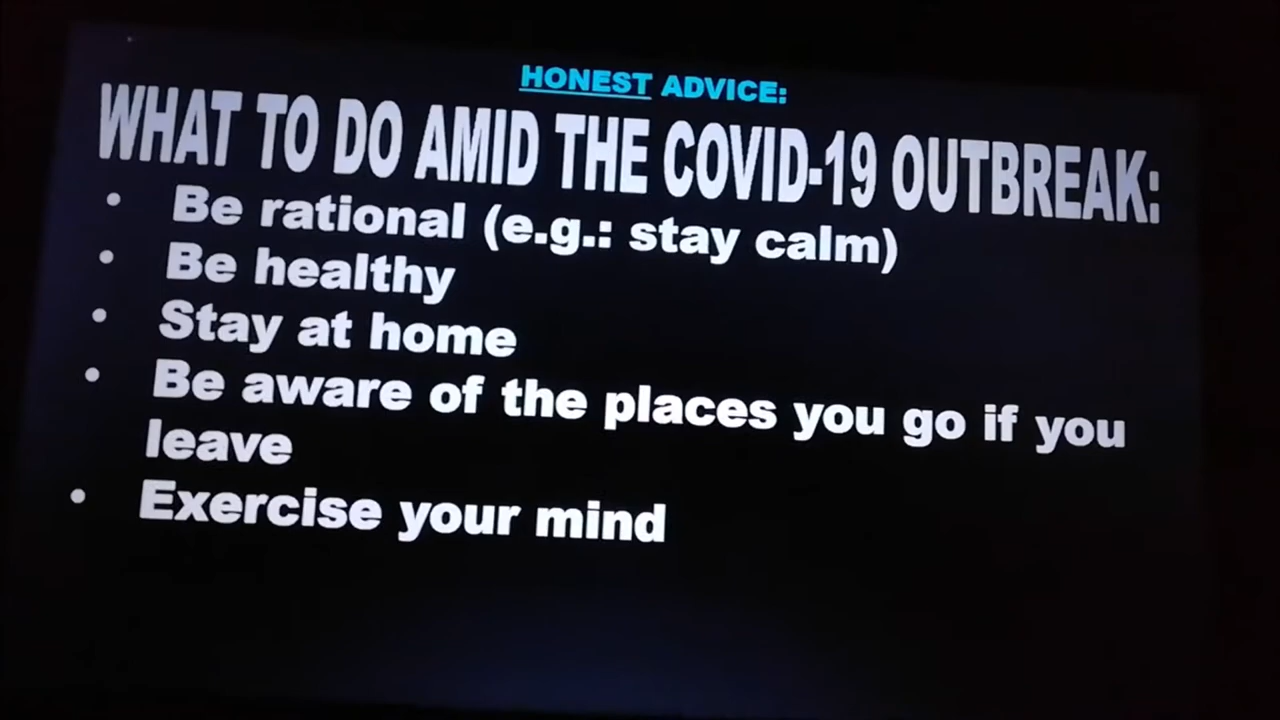 HONEST ADVICE:
WHAT TO DO AMID THE COVID-19 OUTBREAK:
• Be rational (e.g.: stay calm)
• Be healthy
• Stay at home
• Be aware of the places you go if you
leave
• Exercise your mind